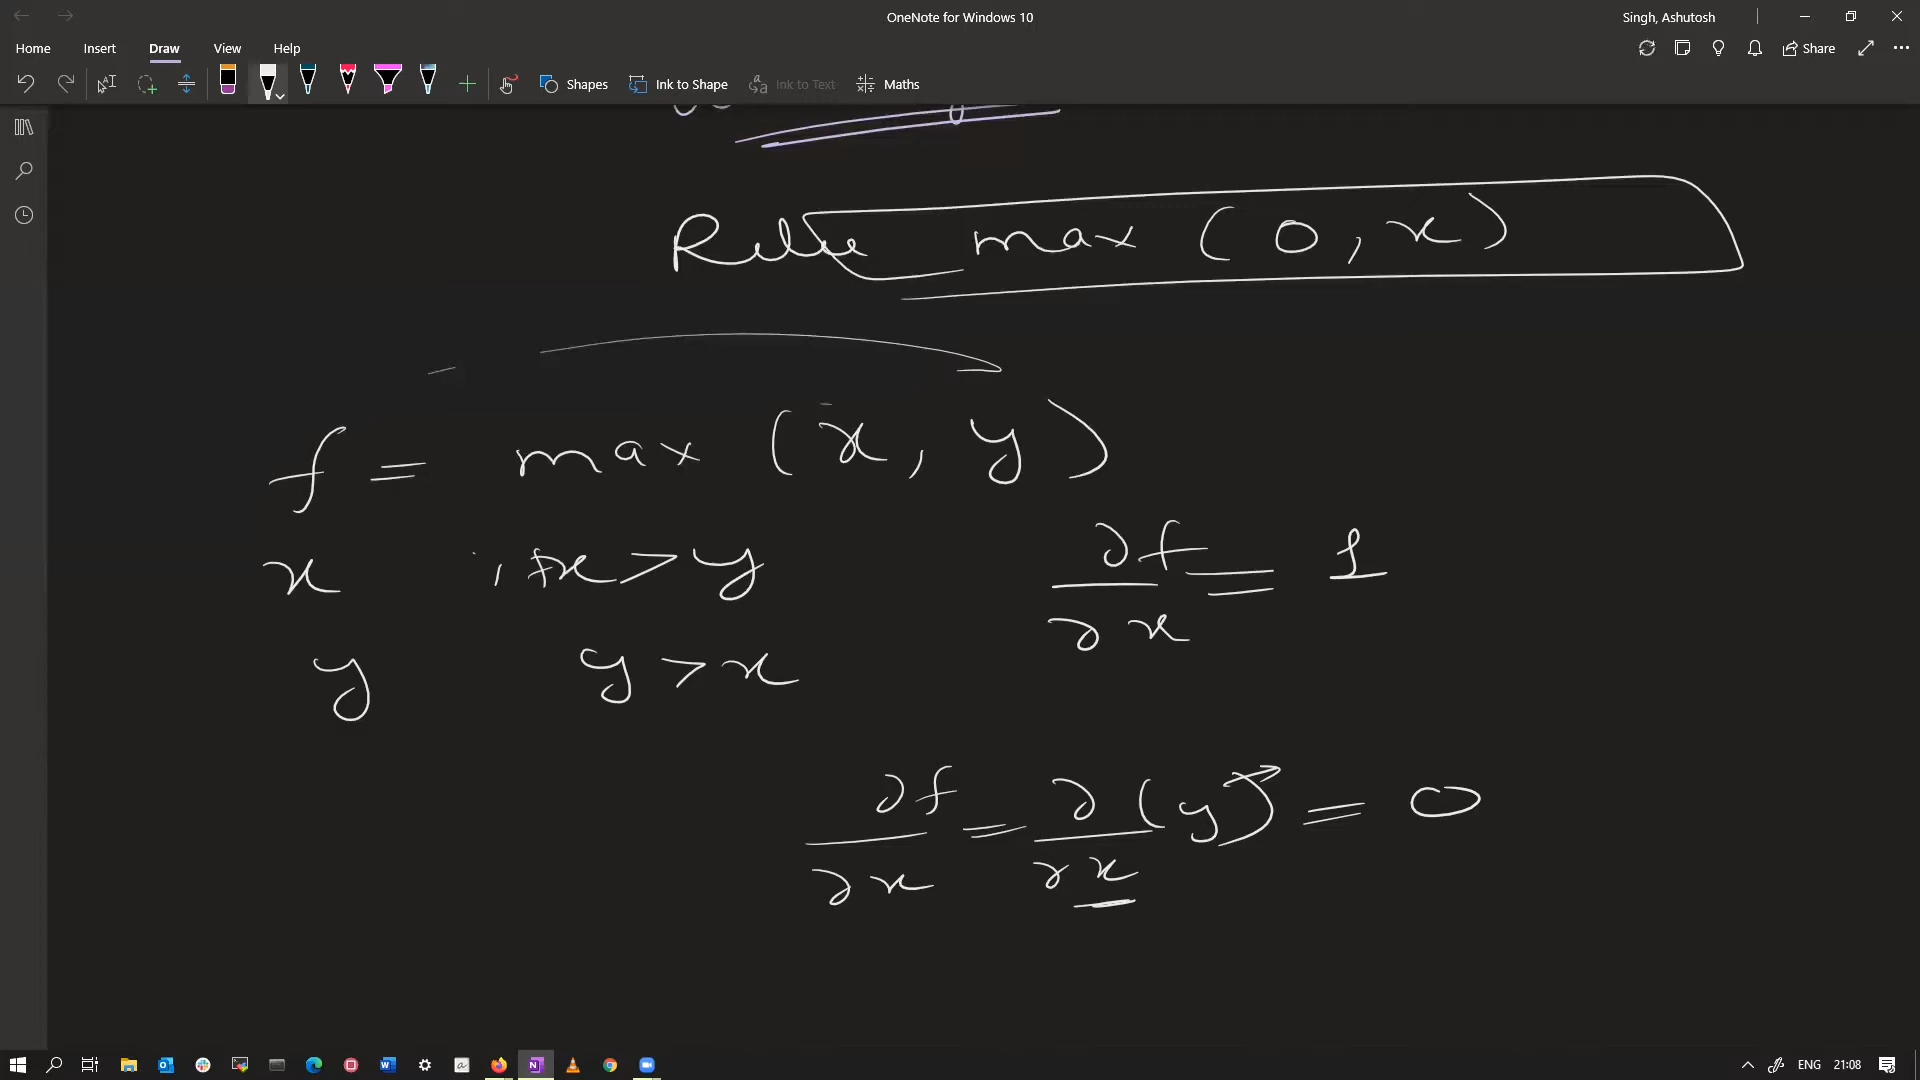 OneNote for Windows 10
Singh, Ashutosh
Home Insert Draw View Help
Share
Shapes Ink to Shape Ink to Text Maths
Relu max (0, x)
f = max (x, y)
x if x > y
∂f/∂x = 1
y y > x
∂f/∂x = ∂(y)/∂x = 0
ENG 21:08